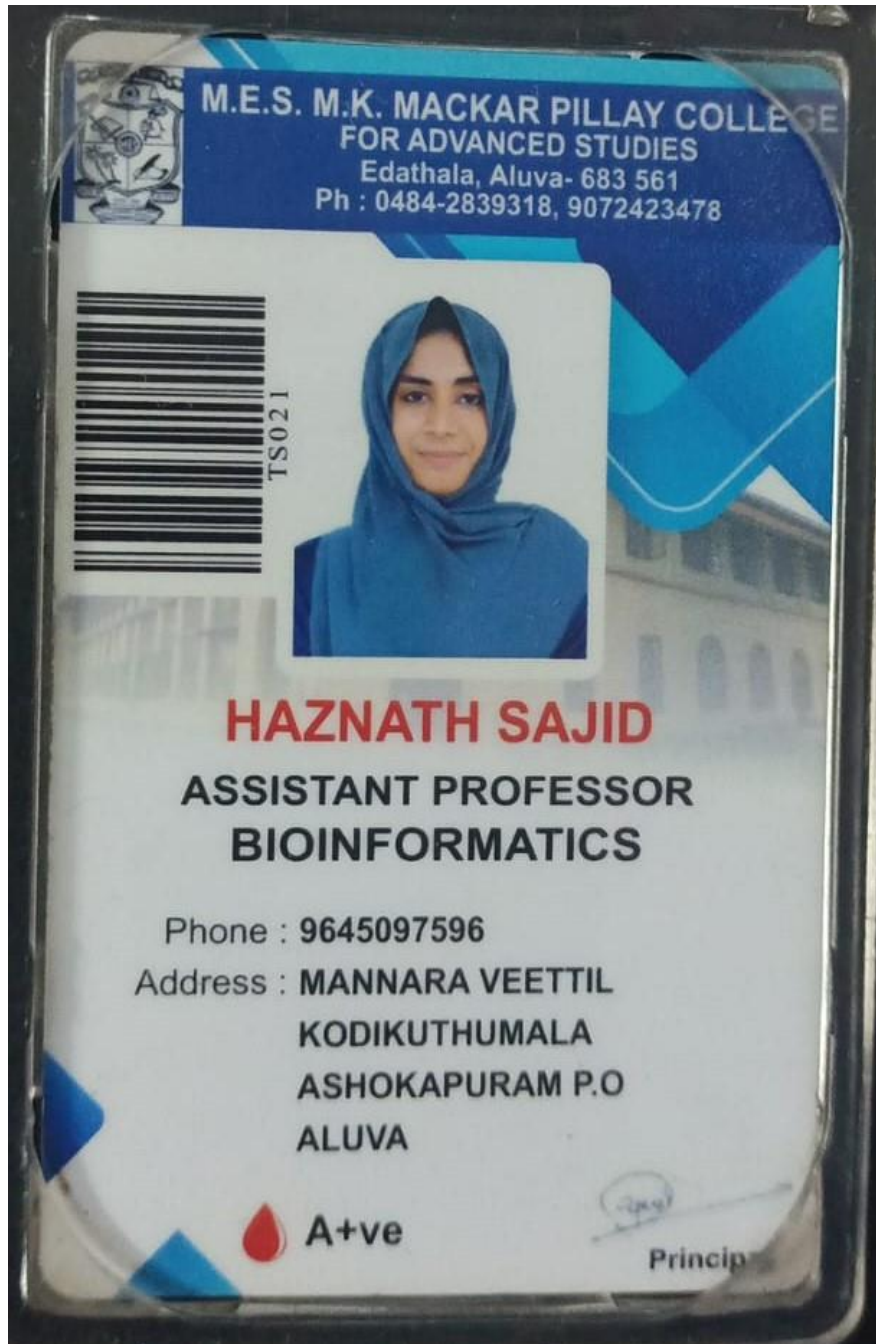 M.E.S. M.K. MACKAR PILLAY COLLEGE
FOR ADVANCED STUDIES
Edathala, Aluva- 683 561
Ph : 0484-2839318, 9072423478
TS021
HAZNATH SAJID
ASSISTANT PROFESSOR
BIOINFORMATICS
Phone : 9645097596
Address : MANNARA VEETTIL
KODIKUTHUMALA
ASHOKAPURAM P.O
ALUVA
A+ve